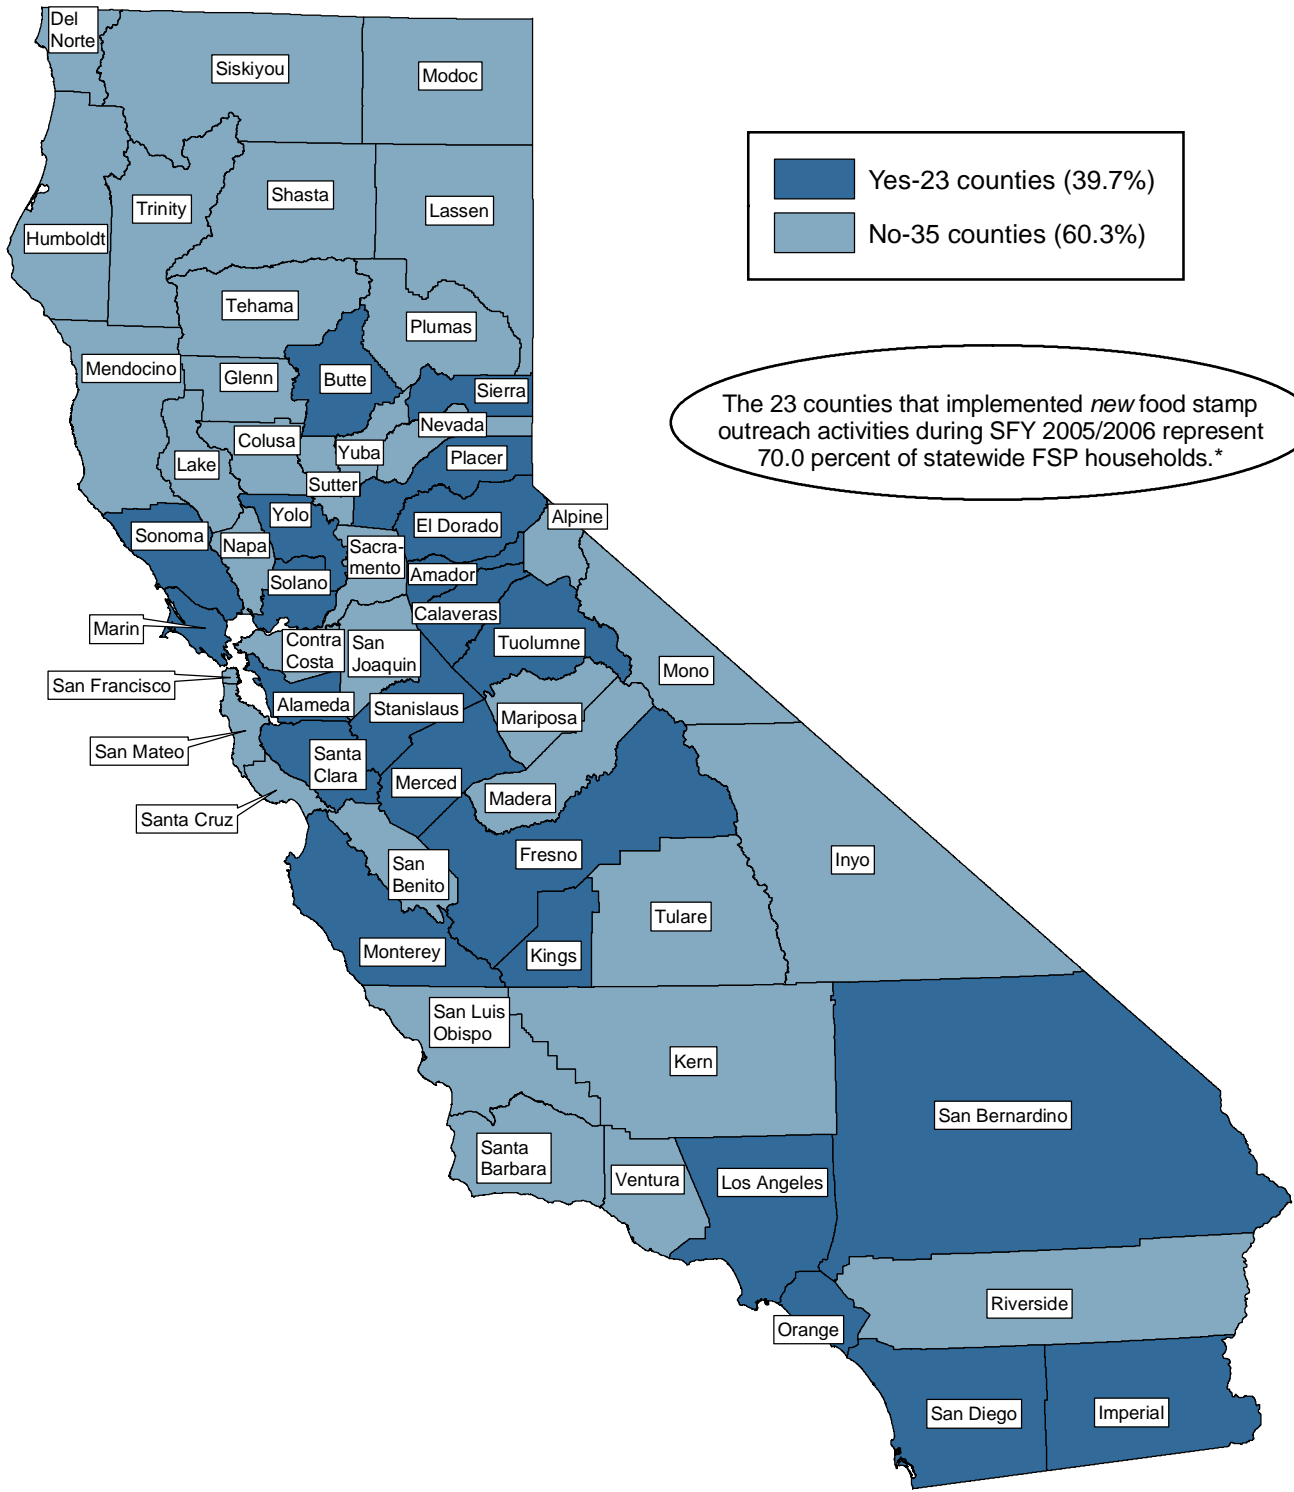 Del
Norte
Siskiyou
Modoc
Yes-23 counties (39.7%)
No-35 counties (60.3%)
Shasta
Trinity
Lassen
Humboldt
Tehama
Plumas
Mendocino
Glenn
Butte
Sierra
The 23 counties that implemented new food stamp
outreach activities during SFY 2005/2006 represent
70.0 percent of statewide FSP households.*
Nevada
Colusa
Yuba
Placer
Lake
Sutter
Yolo
Alpine
El Dorado
Sonoma
Napa
Sacra-
mento
Amador
Solano
Calaveras
Marin
Contra
Costa
San
Joaquin
Tuolumne
Mono
San Francisco
Alameda
Stanislaus
Mariposa
San Mateo
Santa
Clara
Merced
Madera
Santa Cruz
Fresno
Inyo
San
Benito
Tulare
Monterey
Kings
San Luis
Obispo
Kern
San Bernardino
Santa
Barbara
Ventura
Los Angeles
Riverside
Orange
San Diego
Imperial